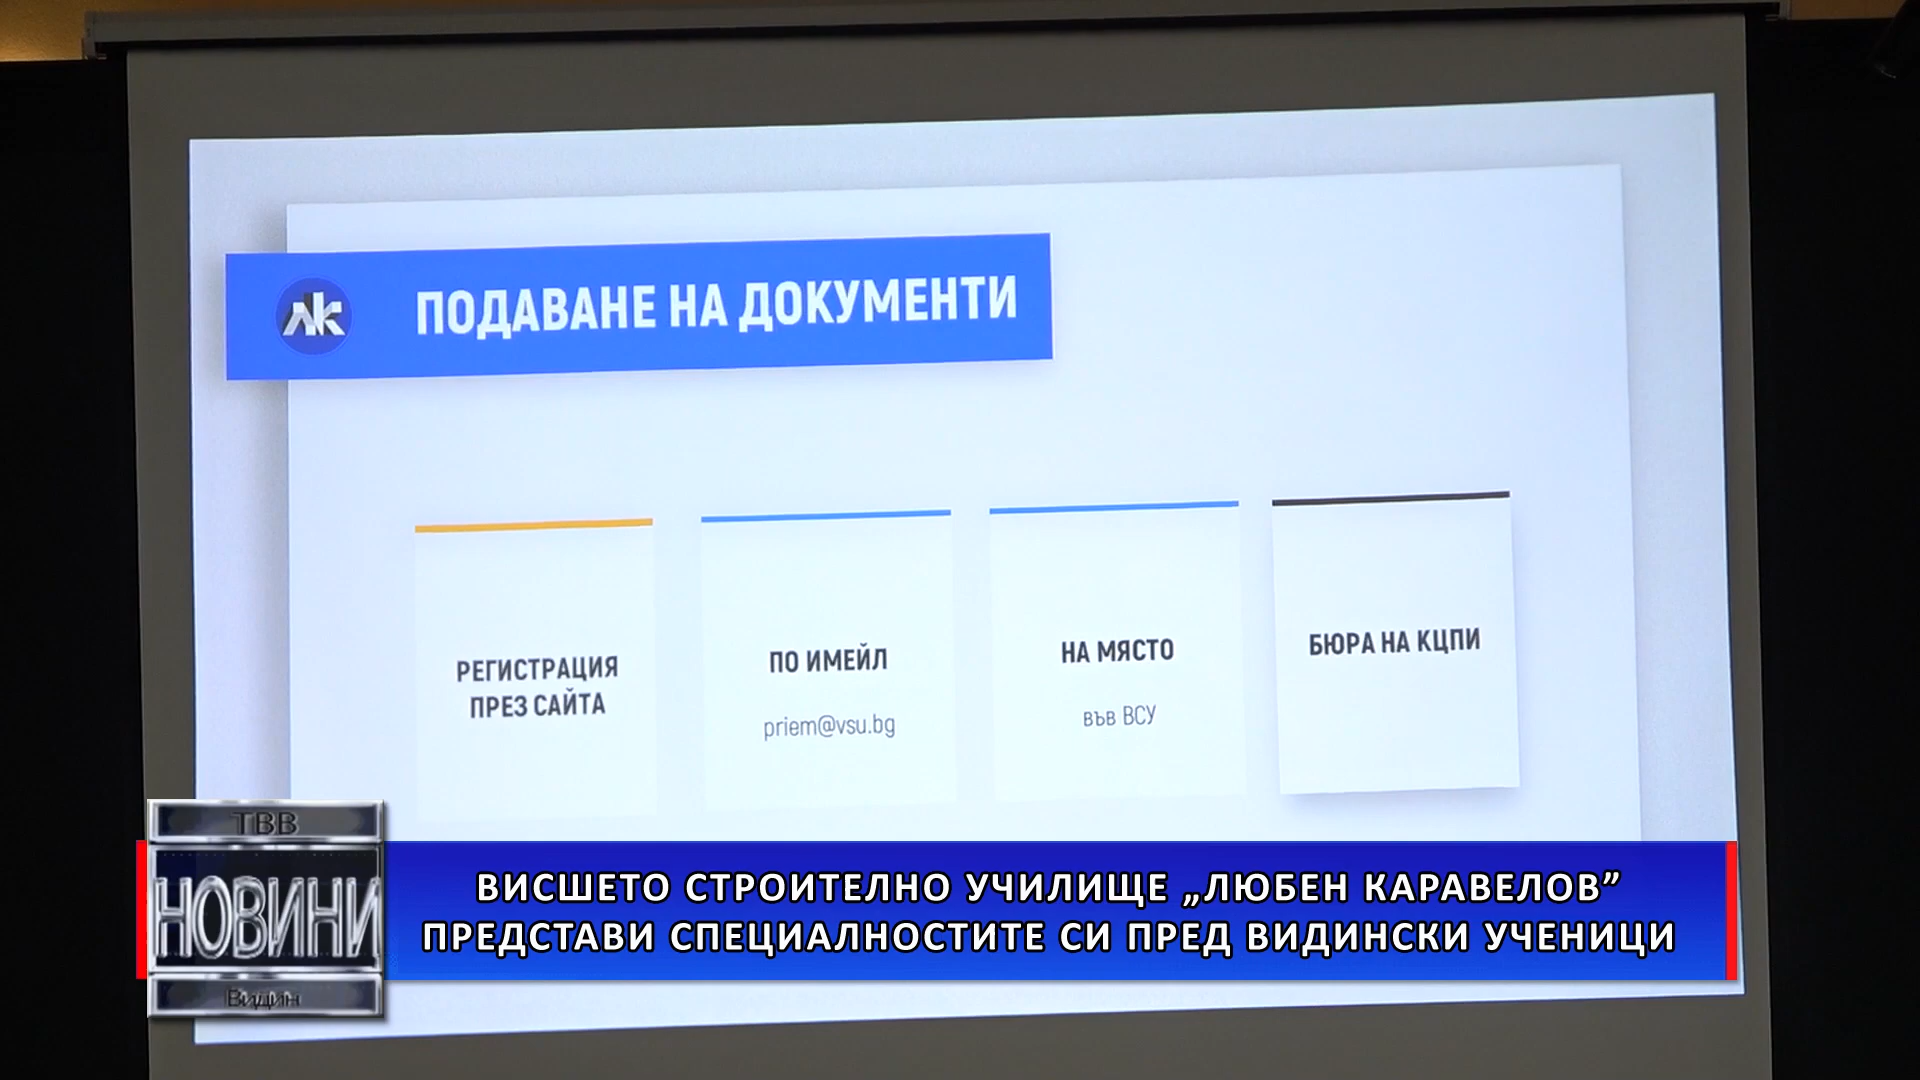 ЛК
ПОДАВАНЕ НА ДОКУМЕНТИ
РЕГИСТРАЦИЯ
ПРЕЗ САЙТА
ПО ИМЕЙЛ
priem@vsu.bg
НА МЯСТО
във ВСУ
БЮРА НА КЦПИ
ТВВ
НОВИНИ
Видин
ВИСШЕТО СТРОИТЕЛНО УЧИЛИЩЕ „ЛЮБЕН КАРАВЕЛОВ”
ПРЕДСТАВИ СПЕЦИАЛНОСТИТЕ СИ ПРЕД ВИДИНСКИ УЧЕНИЦИ